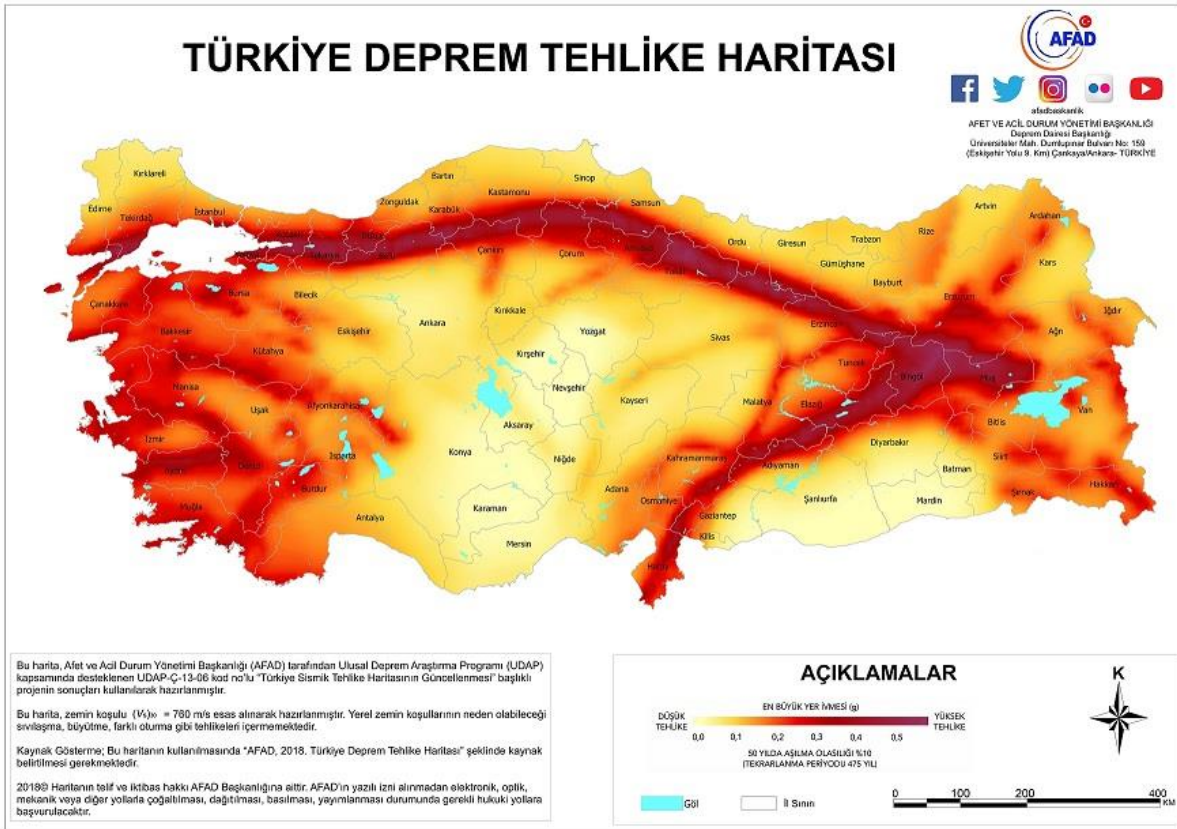 TÜRKİYE DEPREM TEHLİKE HARİTASI
AFAD
afadbaskanlik
AFET VE ACİL DURUM YÖNETİMİ BAŞKANLIĞI
Deprem Dairesi Başkanlığı
Üniversiteler Mah. Dumlupınar Bulvarı No: 159
(Eskişehir Yolu 9. Km) Çankaya/Ankara- TÜRKİYE
Kırklareli
Edirne
Tekirdağ
İstanbul
Zonguldak
Bartın
Karabük
Kastamonu
Sinop
Samsun
Ordu
Giresun
Trabzon
Rize
Artvin
Ardahan
Kars
Gümüşhane
Bayburt
Erzurum
Iğdır
Ağrı
Çankırı
Çorum
Tokat
Çanakkale
Bursa
Bilecik
Balıkesir
Eskişehir
Kütahya
Ankara
Kırıkkale
Yozgat
Sivas
Erzincan
Tunceli
Bingöl
Muş
Kırşehir
Nevşehir
Kayseri
Malatya
Elazığ
Bitlis
Van
Manisa
Uşak
Afyonkarahisar
Aksaray
Konya
Niğde
Kahramanmaraş
Adıyaman
Diyarbakır
Batman
Siirt
Hakkari
Şırnak
Mardin
Şanlıurfa
İzmir
Isparta
Burdur
Muğla
Antalya
Karaman
Mersin
Adana
Osmaniye
Gaziantep
Kilis
Hatay
Bu harita, Afet ve Acil Durum Yönetimi Başkanlığı (AFAD) tarafından Ulusal Deprem Araştırma Programı (UDAP)
kapsamında desteklenen UDAP-Ç-13-06 kod no'lu "Türkiye Sismik Tehlike Haritasının Güncellenmesi" başlıklı
projenin sonuçları kullanılarak hazırlanmıştır.
Bu harita, zemin koşulu (Vs)30 = 760 m/s esas alınarak hazırlanmıştır. Yerel zemin koşullarının neden olabileceği
sıvılaşma, büyütme, farklı oturma gibi tehlikeleri içermemektedir.
Kaynak Gösterme; Bu haritanın kullanılmasında "AFAD, 2018. Türkiye Deprem Tehlike Haritası" şeklinde kaynak
belirtilmesi gerekmektedir.
2018© Haritanın telif ve iktibas hakkı AFAD Başkanlığına aittir. AFAD'ın yazılı izni alınmadan elektronik, optik,
mekanik veya diğer yollarla çoğaltılması, dağıtılması, basılması, yayımlanması durumunda gerekli hukuki yollara
başvurulacaktır.
AÇIKLAMALAR
EN BÜYÜK YER İVMESİ (g)
DÜŞÜK TEHLİKE
YÜKSEK TEHLİKE
0,0 0,1 0,2 0,3 0,4 0,5
50 YILDA AŞILMA OLASILIĞI %10
(TEKRARLANMA PERİYODU 475 YIL)
Göl
İl Sınırı
K
0 100 200 400
KM